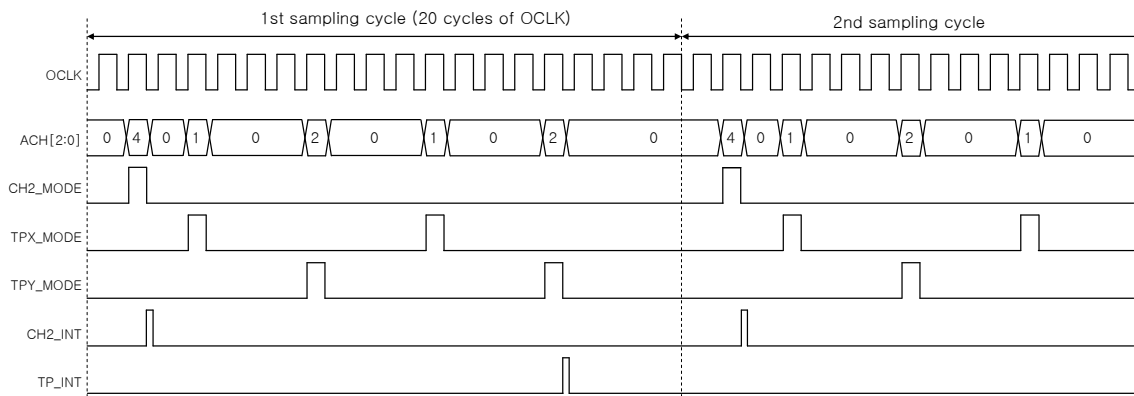 1st sampling cycle (20 cycles of OCLK)
2nd sampling cycle
OCLK
ACH[2:0] 0 4 0 1 0 2 0 1 0 2 0 4 0 1 0 2 0 1 0
CH2_MODE
TPX_MODE
TPY_MODE
CH2_INT
TP_INT